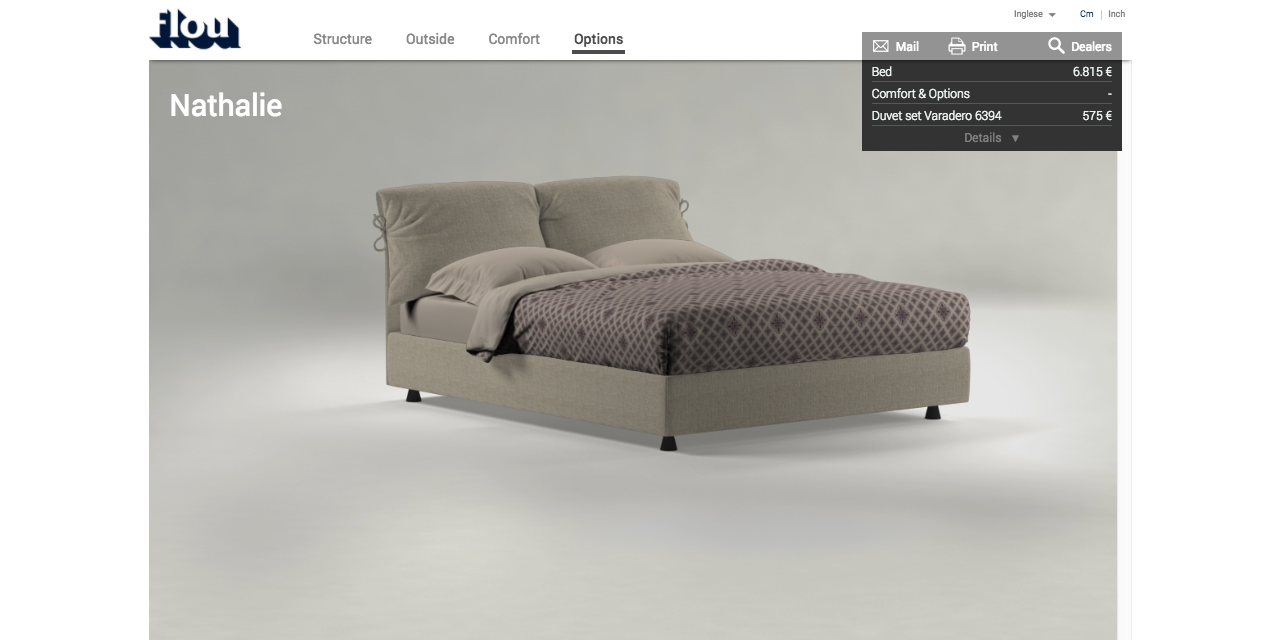 flou
Inglese
Cm | Inch
Structure Outside Comfort Options
Mail Print Dealers
Bed 6.815 €
Comfort & Options -
Duvet set Varadero 6394 575 €
Details ▼
Nathalie